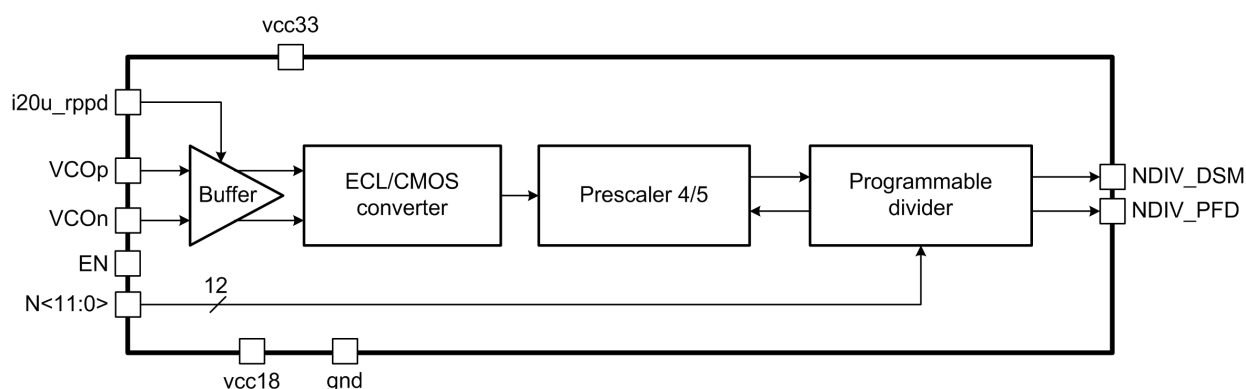 vcc33
i20u_rppd
VCOp
VCOn
EN
N<11:0>
12
Buffer
ECL/CMOS
converter
Prescaler 4/5
Programmable
divider
NDIV_DSM
NDIV_PFD
vcc18
gnd